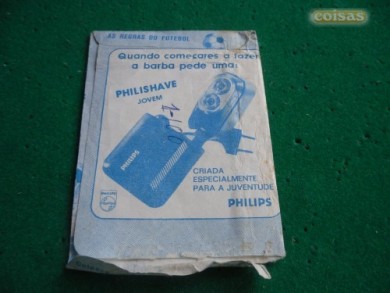 coisas
AS REGRAS DO FUTEBOL
Quando começares a fazer
a barba pede uma:
PHILISHAVE
JOVEM
PHILIPS
CRIADA
ESPECIALMENTE
PARA A JUVENTUDE
PHILIPS